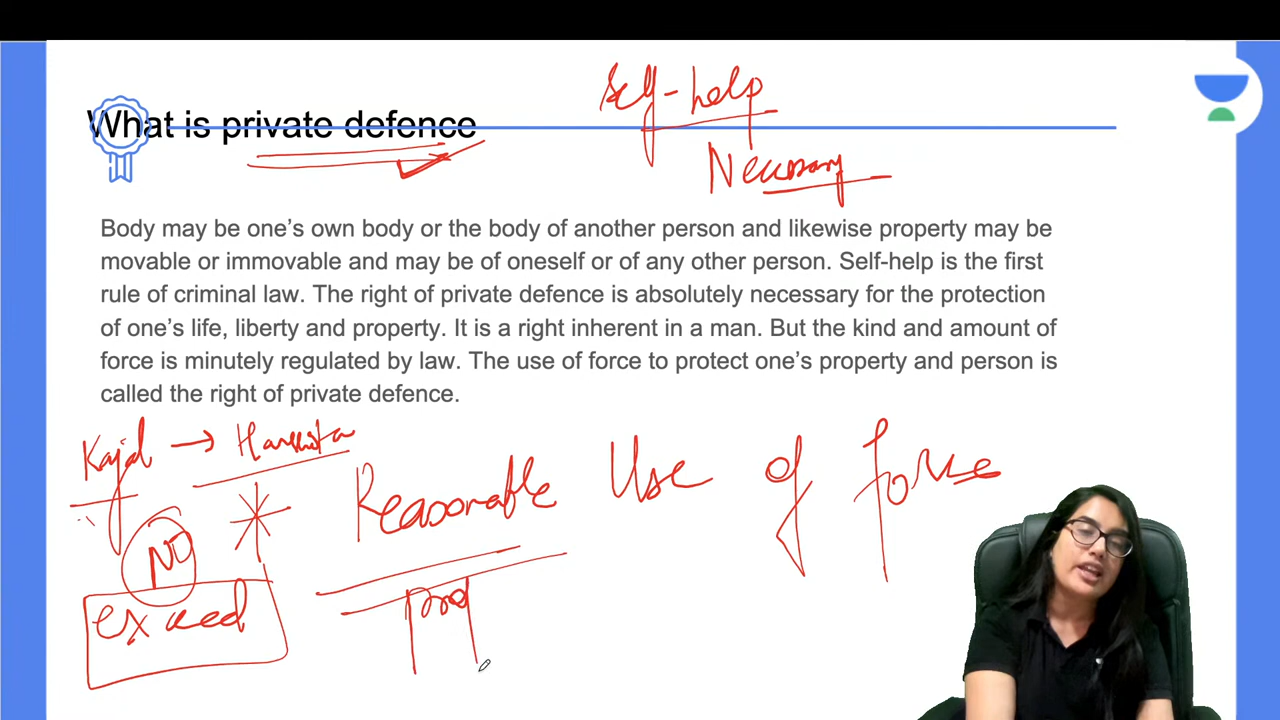 Self-help
What is private defence
Necessary
Body may be one's own body or the body of another person and likewise property may be
movable or immovable and may be of oneself or of any other person. Self-help is the first
rule of criminal law. The right of private defence is absolutely necessary for the protection
of one's life, liberty and property. It is a right inherent in a man. But the kind and amount of
force is minutely regulated by law. The use of force to protect one's property and person is
called the right of private defence.
Kajal → Harshita
Reasonable Use of force
NO
exceed